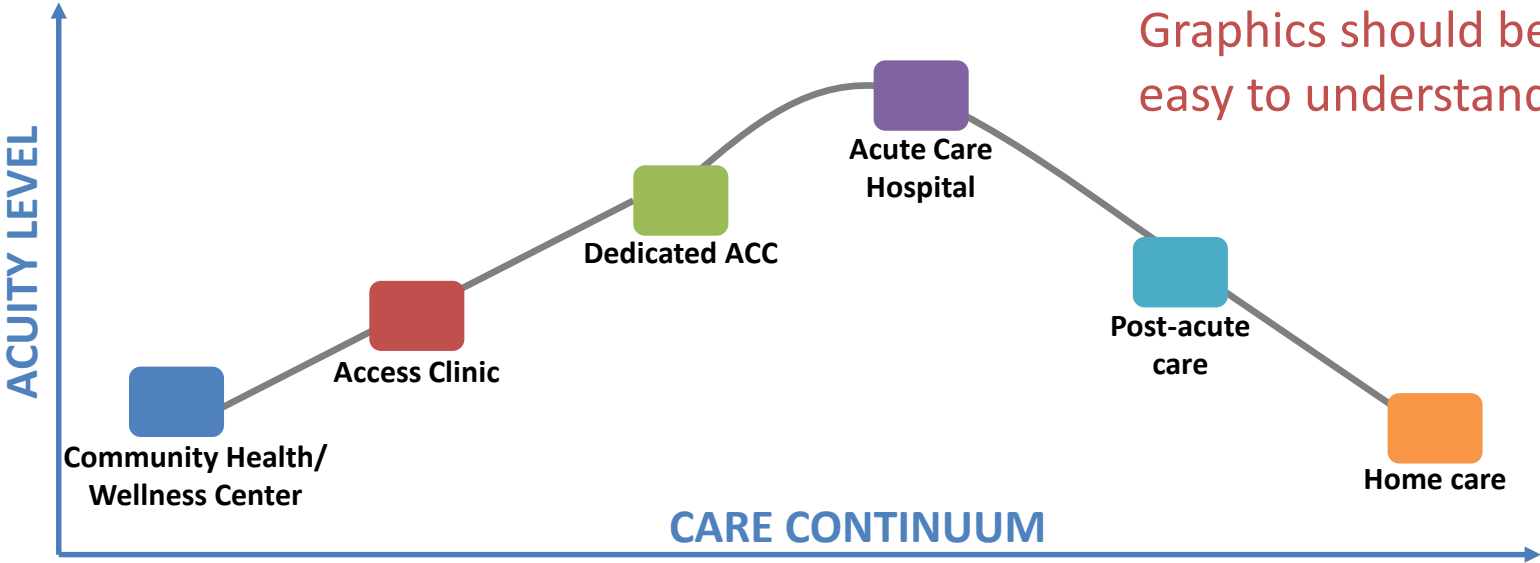 Graphics should be
easy to understand
ACUITY LEVEL
Acute Care
Hospital
Dedicated ACC
Post-acute
care
Access Clinic
Community Health/
Wellness Center
Home care
CARE CONTINUUM